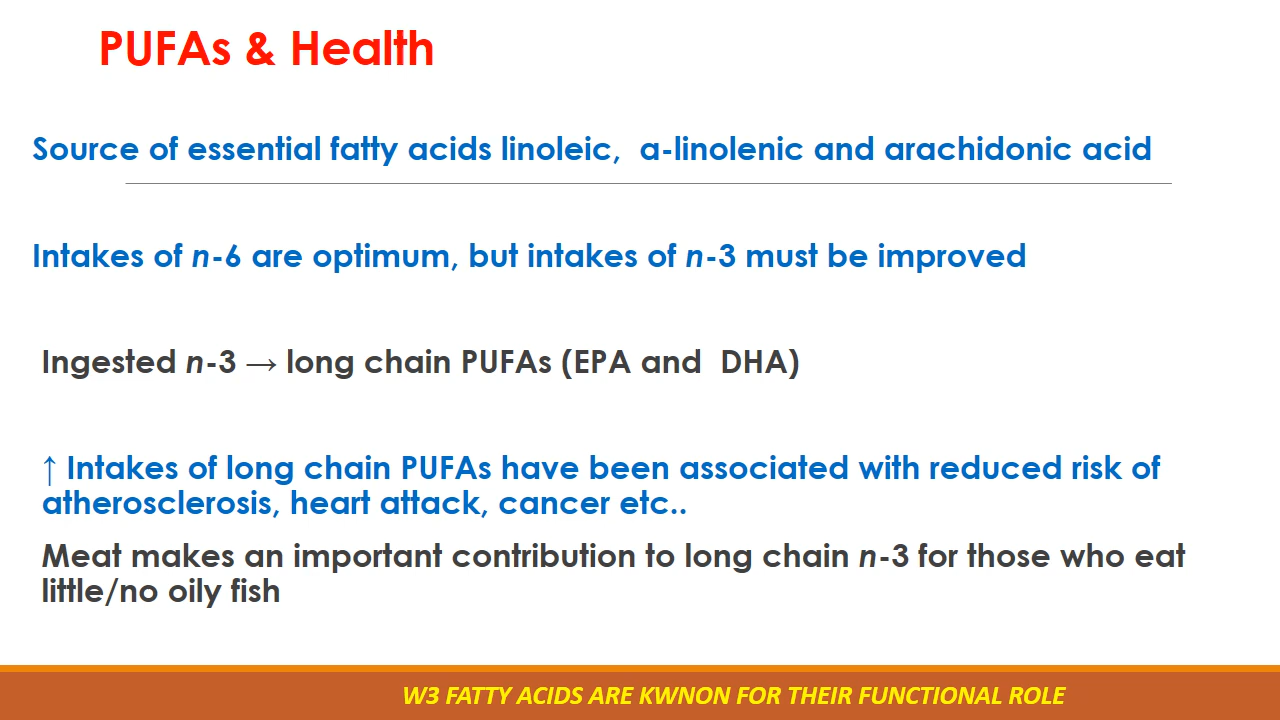 PUFAs & Health
Source of essential fatty acids linoleic, α-linolenic and arachidonic acid
Intakes of n-6 are optimum, but intakes of n-3 must be improved
Ingested n-3 → long chain PUFAs (EPA and DHA)
↑ Intakes of long chain PUFAs have been associated with reduced risk of
atherosclerosis, heart attack, cancer etc..
Meat makes an important contribution to long chain n-3 for those who eat
little/no oily fish
W3 FATTY ACIDS ARE KWNON FOR THEIR FUNCTIONAL ROLE